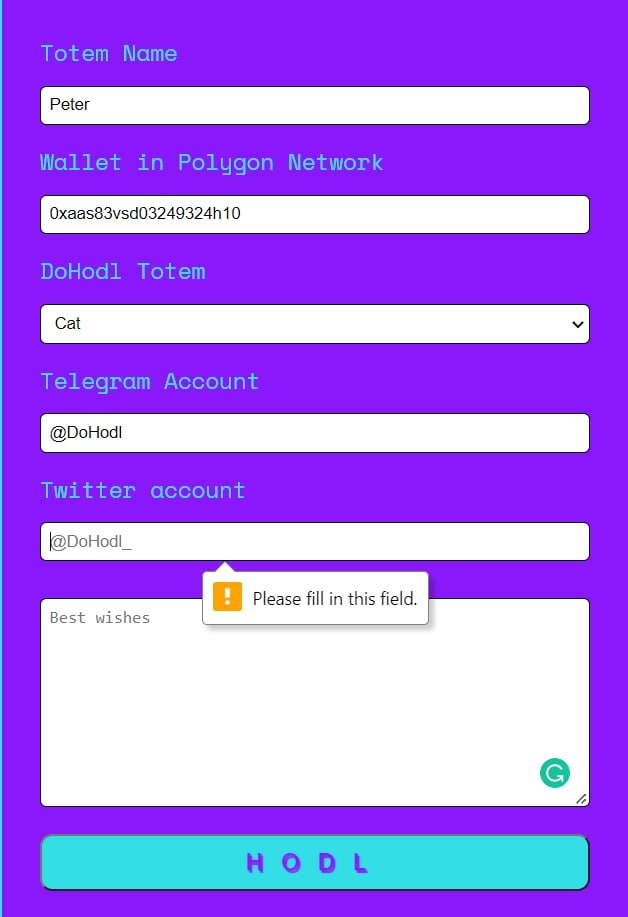 Totem Name
Peter
Wallet in Polygon Network
0xaas83vsd03249324h10
DoHodl Totem
Cat
Telegram Account
@DoHodl
Twitter account
@DoHodl_
Please fill in this field.
Best wishes
HODL